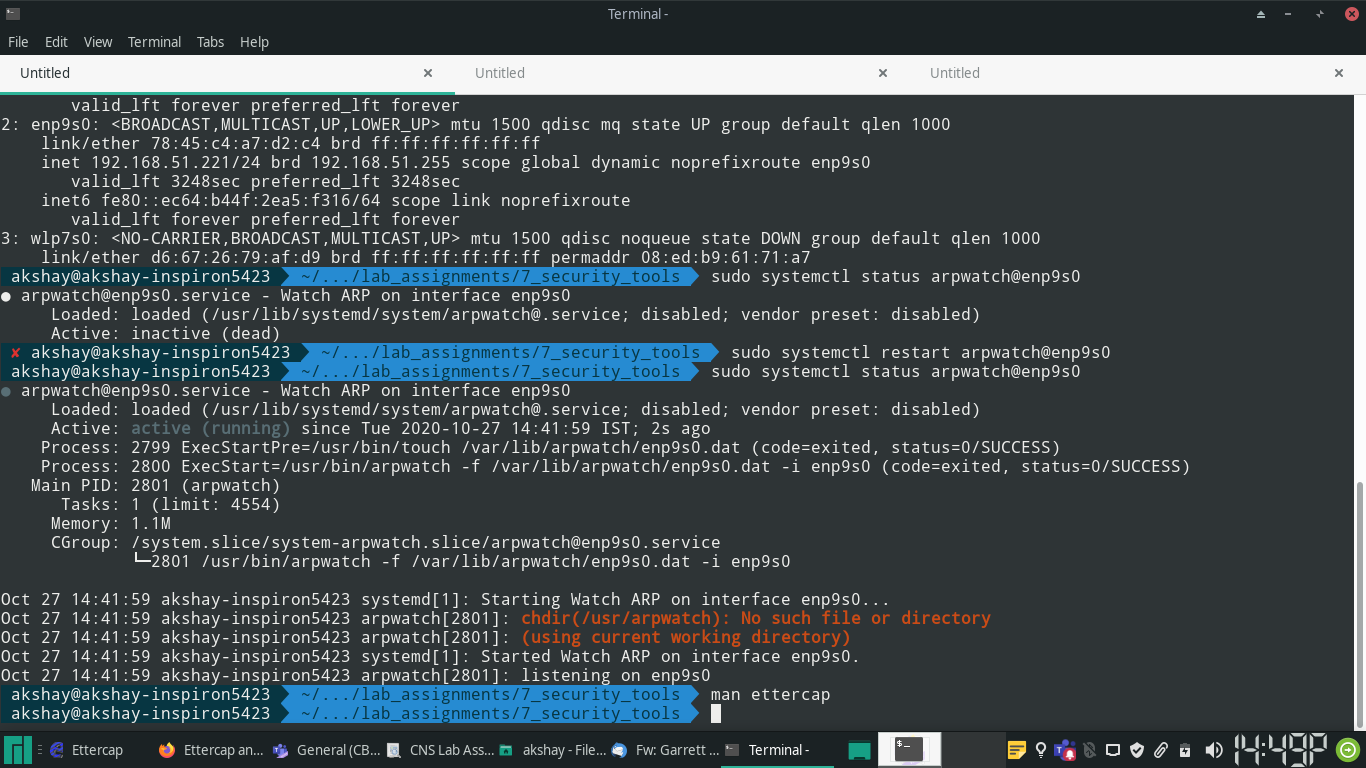 Terminal -
File Edit View Terminal Tabs Help
Untitled Untitled Untitled
valid_lft forever preferred_lft forever
2: enp9s0: <BROADCAST,MULTICAST,UP,LOWER_UP> mtu 1500 qdisc mq state UP group default qlen 1000
link/ether 78:45:c4:a7:d2:c4 brd ff:ff:ff:ff:ff:ff
inet 192.168.51.221/24 brd 192.168.51.255 scope global dynamic noprefixroute enp9s0
valid_lft 3248sec preferred_lft 3248sec
inet6 fe80::ec64:b44f:2ea5:f316/64 scope link noprefixroute
valid_lft forever preferred_lft forever
3: wlp7s0: <NO-CARRIER,BROADCAST,MULTICAST,UP> mtu 1500 qdisc noqueue state DOWN group default qlen 1000
link/ether d6:67:26:79:af:d9 brd ff:ff:ff:ff:ff:ff permaddr 08:ed:b9:61:71:a7
akshay@akshay-inspiron5423 ~/.../lab_assignments/7_security_tools sudo systemctl status arpwatch@enp9s0
● arpwatch@enp9s0.service - Watch ARP on interface enp9s0
Loaded: loaded (/usr/lib/systemd/system/arpwatch@.service; disabled; vendor preset: disabled)
Active: inactive (dead)
✘ akshay@akshay-inspiron5423 ~/.../lab_assignments/7_security_tools sudo systemctl restart arpwatch@enp9s0
akshay@akshay-inspiron5423 ~/.../lab_assignments/7_security_tools sudo systemctl status arpwatch@enp9s0
● arpwatch@enp9s0.service - Watch ARP on interface enp9s0
Loaded: loaded (/usr/lib/systemd/system/arpwatch@.service; disabled; vendor preset: disabled)
Active: active (running) since Tue 2020-10-27 14:41:59 IST; 2s ago
Process: 2799 ExecStartPre=/usr/bin/touch /var/lib/arpwatch/enp9s0.dat (code=exited, status=0/SUCCESS)
Process: 2800 ExecStart=/usr/bin/arpwatch -f /var/lib/arpwatch/enp9s0.dat -i enp9s0 (code=exited, status=0/SUCCESS)
Main PID: 2801 (arpwatch)
Tasks: 1 (limit: 4554)
Memory: 1.1M
CGroup: /system.slice/system-arpwatch.slice/arpwatch@enp9s0.service
└─2801 /usr/bin/arpwatch -f /var/lib/arpwatch/enp9s0.dat -i enp9s0
Oct 27 14:41:59 akshay-inspiron5423 systemd[1]: Starting Watch ARP on interface enp9s0...
Oct 27 14:41:59 akshay-inspiron5423 arpwatch[2801]: chdir(/usr/arpwatch): No such file or directory
Oct 27 14:41:59 akshay-inspiron5423 arpwatch[2801]: (using current working directory)
Oct 27 14:41:59 akshay-inspiron5423 systemd[1]: Started Watch ARP on interface enp9s0.
Oct 27 14:41:59 akshay-inspiron5423 arpwatch[2801]: listening on enp9s0
akshay@akshay-inspiron5423 ~/.../lab_assignments/7_security_tools man ettercap
akshay@akshay-inspiron5423 ~/.../lab_assignments/7_security_tools
Ettercap Ettercap an... General (CB... CNS Lab Ass... akshay - File... Fw: Garrett ... Terminal - 14:49P